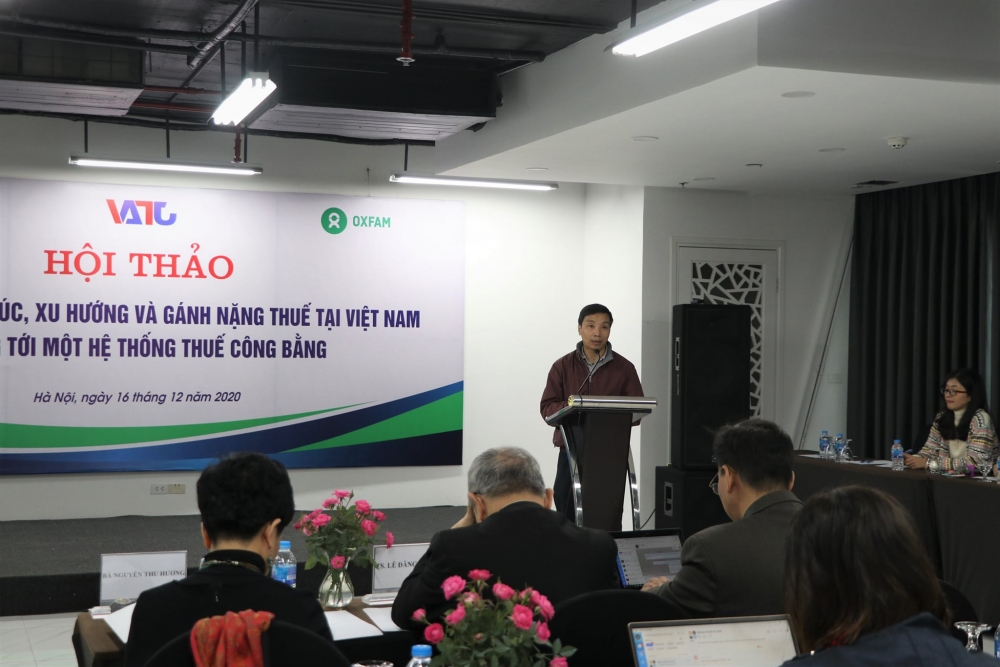 VATJ
OXFAM
HỘI THẢO
ÚC, XU HƯỚNG VÀ GÁNH NẶNG THUẾ TẠI VIỆT NAM
TỚI MỘT HỆ THỐNG THUẾ CÔNG BẰNG
Hà Nội, ngày 16 tháng 12 năm 2020
BÀ NGUYỄN THU HƯƠNG
TS. LÊ ĐĂNG